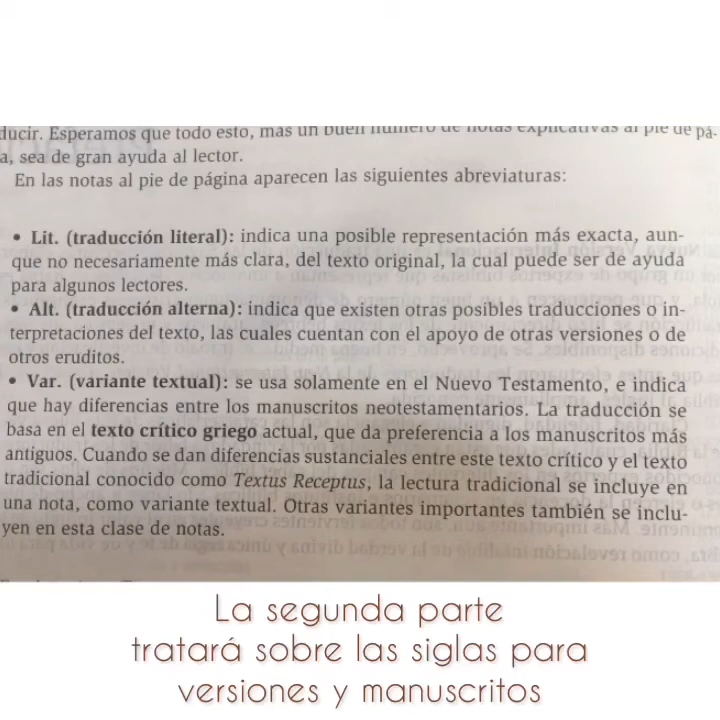 ducir. Esperamos que todo esto, más un buen número de notas explicativas al pie de pá-
a, sea de gran ayuda al lector.
En las notas al pie de página aparecen las siguientes abreviaturas:
• Lit. (traducción literal): indica una posible representación más exacta, aun-
que no necesariamente más clara, del texto original, la cual puede ser de ayuda
para algunos lectores.
• Alt. (traducción alterna): indica que existen otras posibles traducciones o in-
terpretaciones del texto, las cuales cuentan con el apoyo de otras versiones o de
otros eruditos.
• Var. (variante textual): se usa solamente en el Nuevo Testamento, e indica
que hay diferencias entre los manuscritos neotestamentarios. La traducción se
basa en el texto crítico griego actual, que da preferencia a los manuscritos más
antiguos. Cuando se dan diferencias sustanciales entre este texto crítico y el texto
tradicional conocido como Textus Receptus, la lectura tradicional se incluye en
una nota, como variante textual. Otras variantes importantes también se inclu-
yen en esta clase de notas.
La segunda parte
tratará sobre las siglas para
versiones y manuscritos